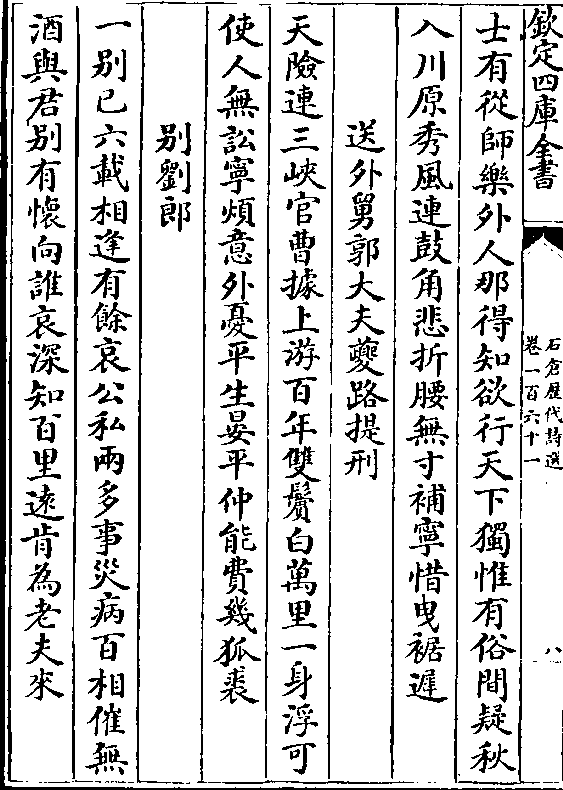 欽定四庫全書
石倉歷代詩選
卷一百六十一
八
士有從師樂外人那得知欲行天下獨惟有俗間疑秋
入川原秀風連鼓角悲折腰無寸補寧惜曳裾遲
送外舅郭大夫夔路提刑
天險連三峽官曹據上游百年雙鬢白萬里一身浮可
使人無訟寧煩意外憂平生晏平仲能費幾狐裘
别劉郎
一别已六載相逢有餘哀公私兩多事災病百相催無
酒與君别有懷向誰哀深知百里逺肯為老夫來